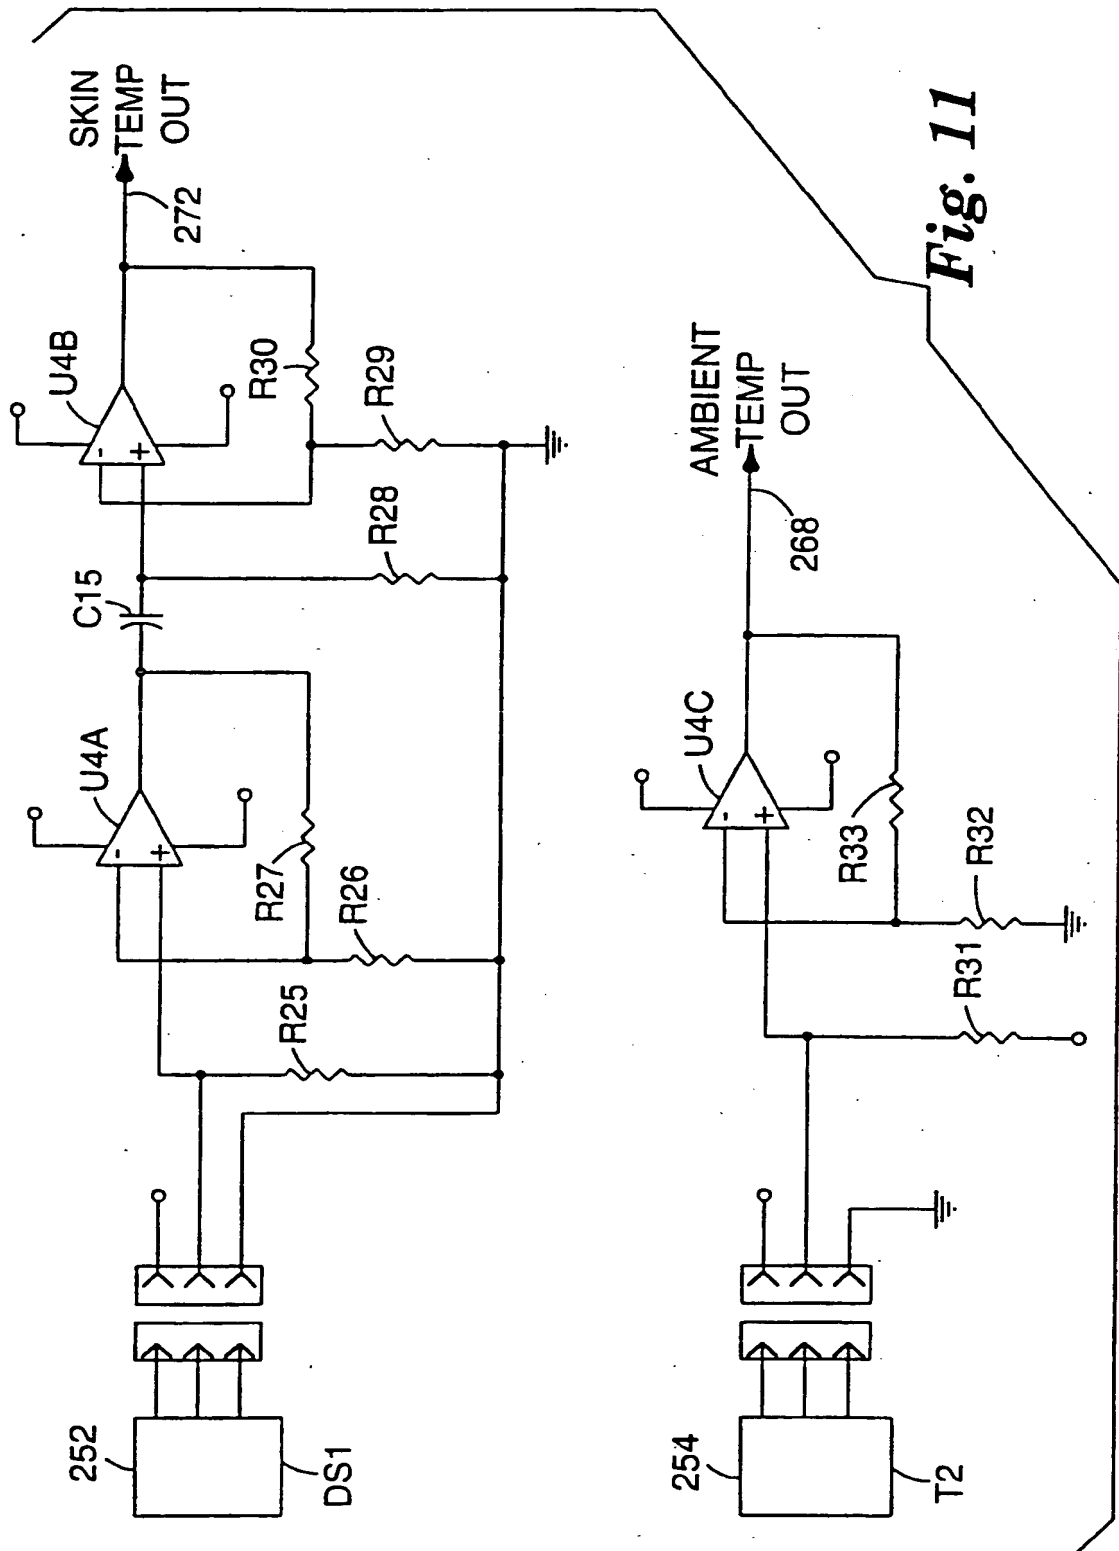 SKIN
TEMP
OUT
272
U4B
-
+
R30
R29
R28
C15
U4A
-
+
R27
R26
R25
252
DS1
AMBIENT
TEMP
OUT
268
U4C
-
+
R33
R32
R31
254
T2
Fig. 11